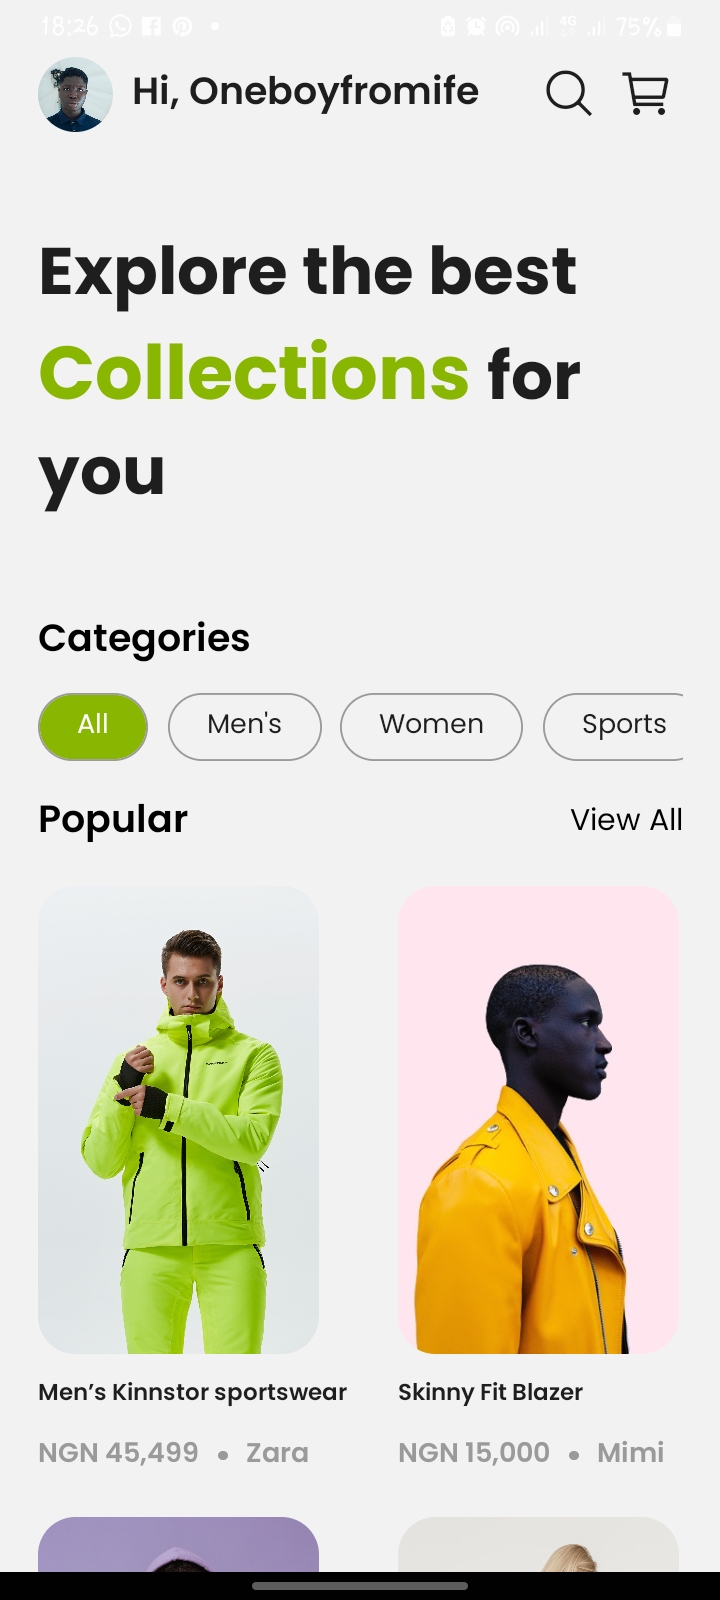 18:26 4G 75%
Hi, Oneboyfromife
Explore the best
Collections for
you
Categories
All Men's Women Sports
Popular View All
Men’s Kinnstor sportswear Skinny Fit Blazer
NGN 45,499 • Zara NGN 15,000 • Mimi